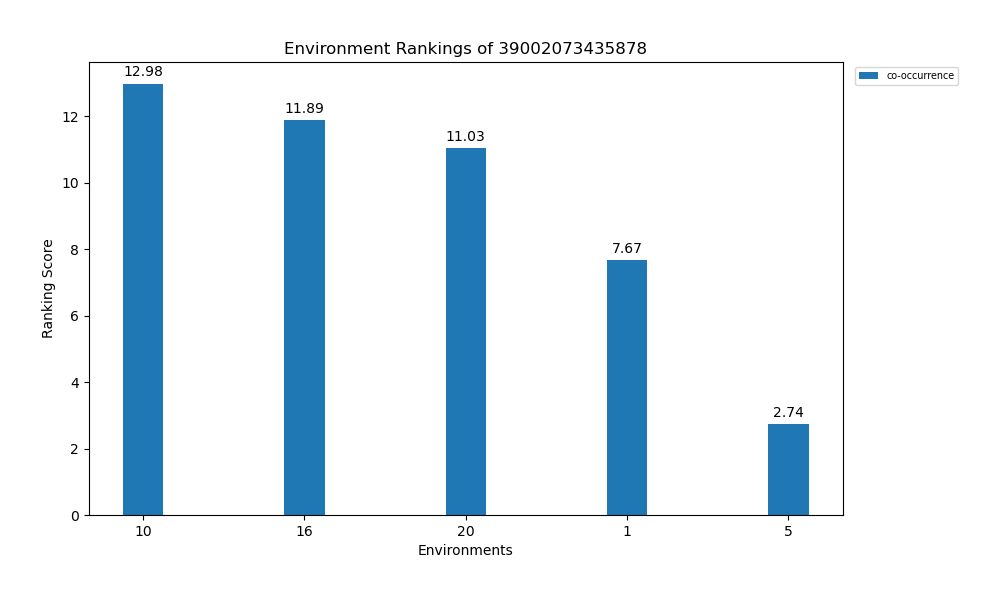 Environment Rankings of 39002073435878
co-occurrence
12.98
11.89
11.03
7.67
2.74
Ranking Score
12
10
8
6
4
2
0
10 16 20 1 5
Environments